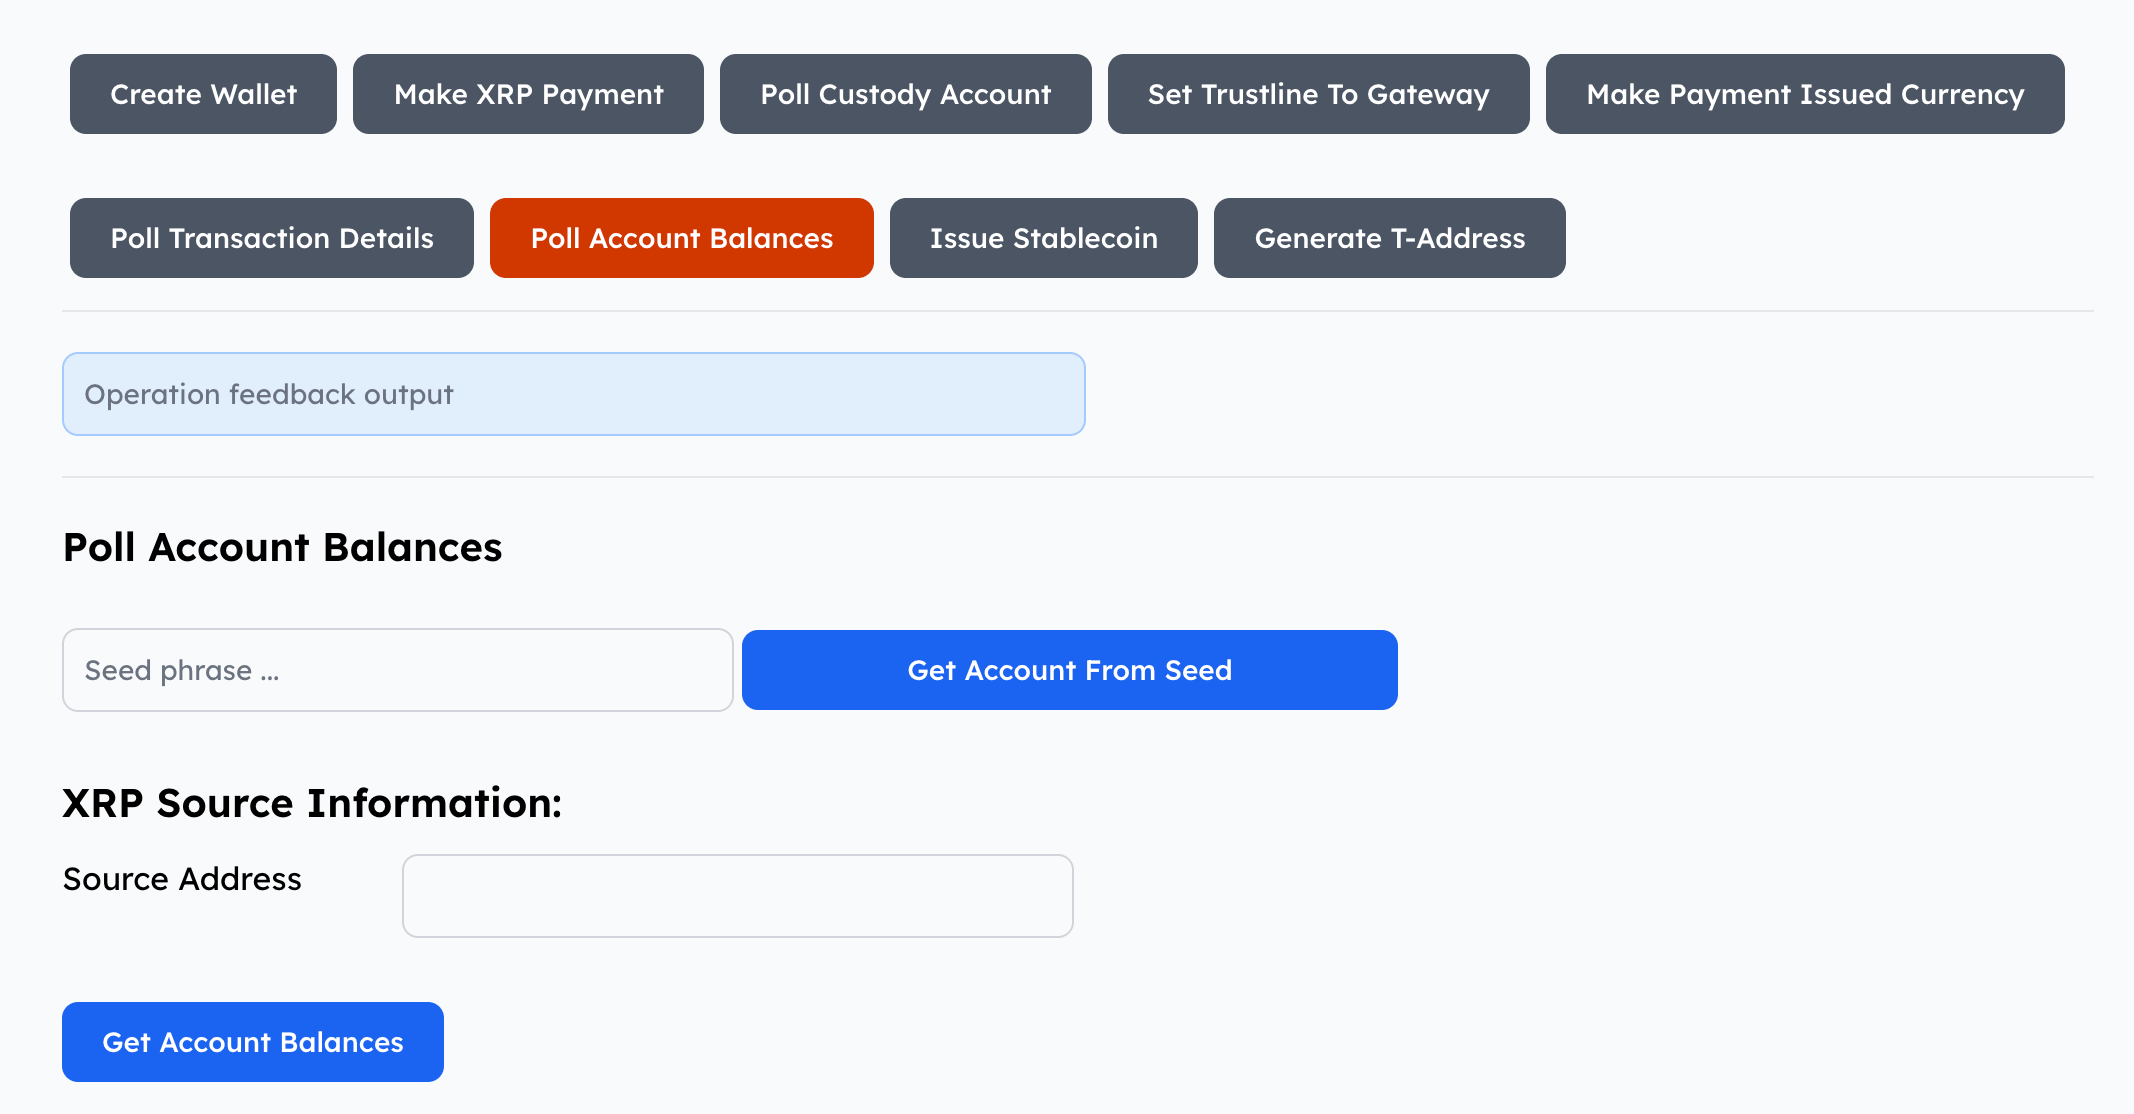 Create Wallet Make XRP Payment Poll Custody Account Set Trustline To Gateway Make Payment Issued Currency
Poll Transaction Details Poll Account Balances Issue Stablecoin Generate T-Address
Operation feedback output
Poll Account Balances
Seed phrase ... Get Account From Seed
XRP Source Information:
Source Address
Get Account Balances